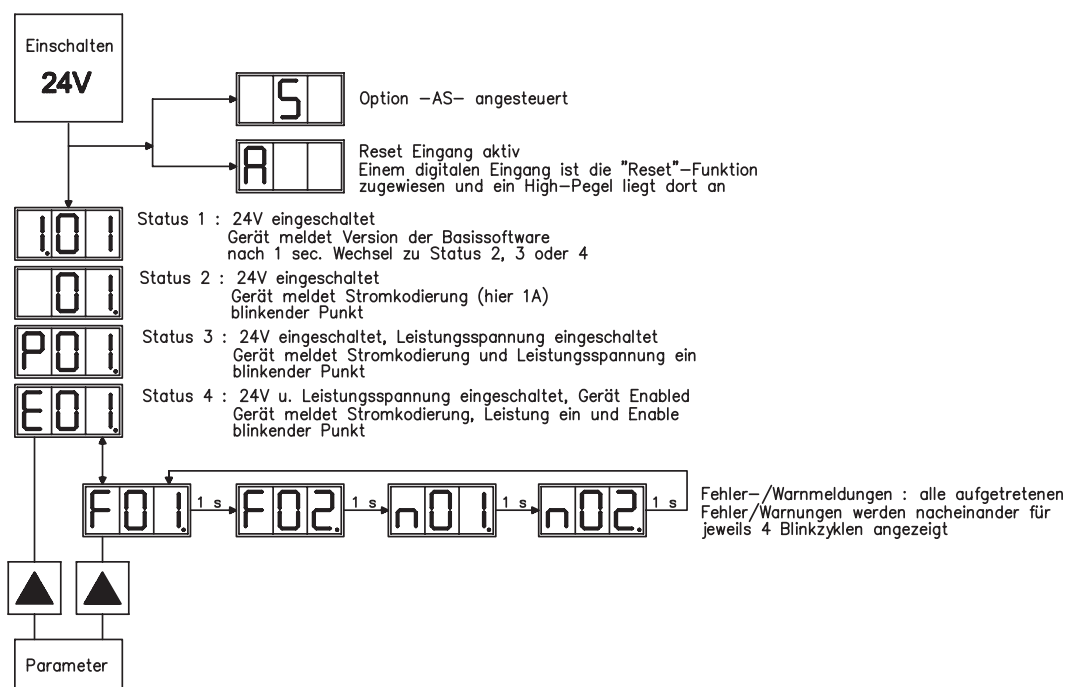 Einschalten
24V
S
Option -AS- angesteuert
A
Reset Eingang aktiv
Einem digitalen Eingang ist die "Reset"-Funktion
zugewiesen und ein High-Pegel liegt dort an
1.01
Status 1 : 24V eingeschaltet
Gerät meldet Version der Basissoftware
nach 1 sec. Wechsel zu Status 2, 3 oder 4
01.
Status 2 : 24V eingeschaltet
Gerät meldet Stromkodierung (hier 1A)
blinkender Punkt
P01.
Status 3 : 24V eingeschaltet, Leistungsspannung eingeschaltet
Gerät meldet Stromkodierung und Leistungsspannung ein
blinkender Punkt
E01.
Status 4 : 24V u. Leistungsspannung eingeschaltet, Gerät Enabled
Gerät meldet Stromkodierung, Leistung ein und Enable
blinkender Punkt
F01. 1 s F02. 1 s n01. 1 s n02. 1 s
Fehler-/Warnmeldungen : alle aufgetretenen
Fehler/Warnungen werden nacheinander für
jeweils 4 Blinkzyklen angezeigt
Parameter